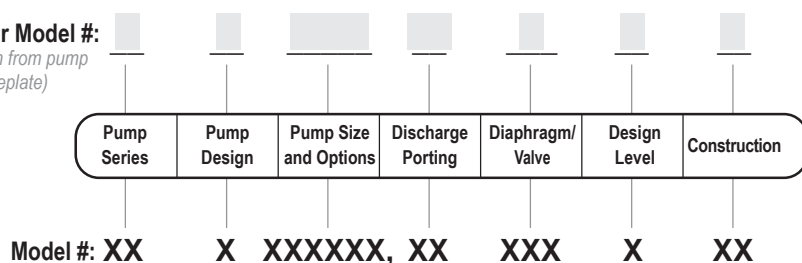 r Model #:
from pump
eplate)
Pump Series
Pump Design
Pump Size and Options
Discharge Porting
Diaphragm/ Valve
Design Level
Construction
Model #: XX X XXXXXX, XX XXX X XX